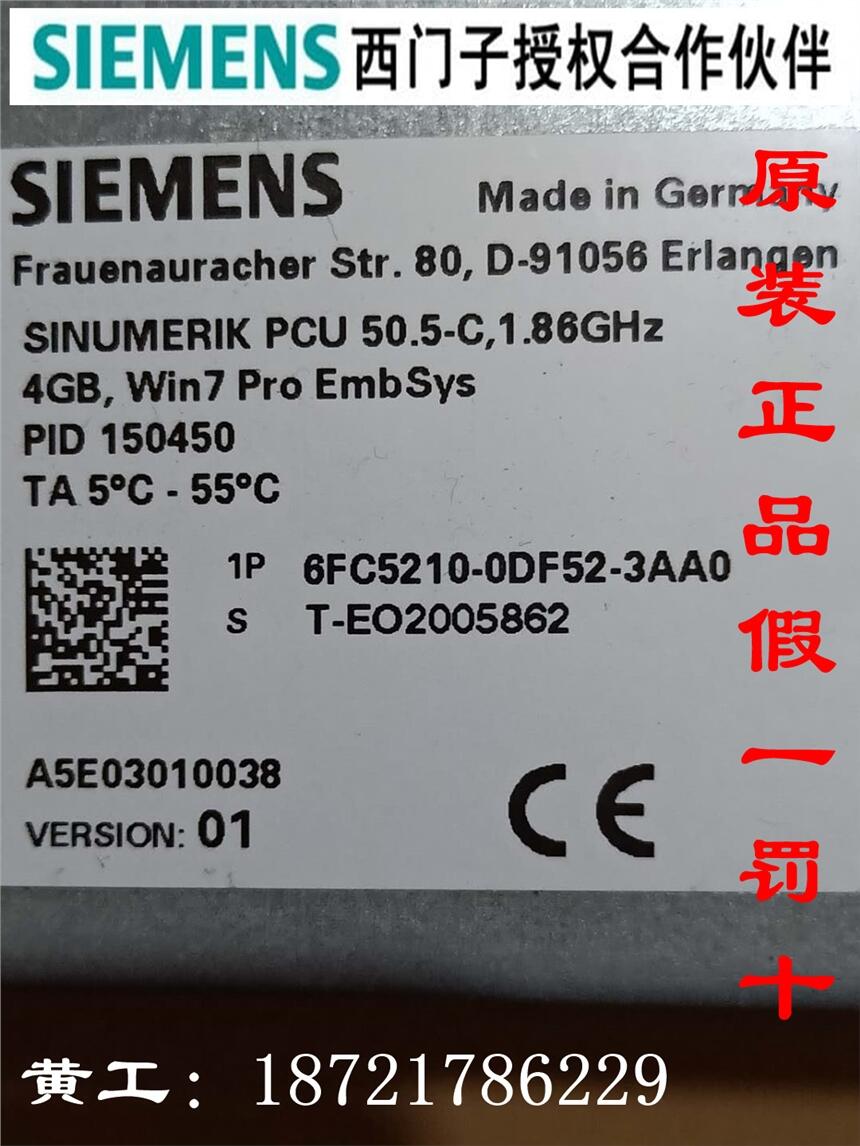 SIEMENS 西门子授权合作伙伴
SIEMENS
Made in Germany
Frauenauracher Str. 80, D-91056 Erlangen
SINUMERIK PCU 50.5-C,1.86GHz
4GB, Win7 Pro EmbSys
PID 150450
TA 5°C - 55°C
1P 6FC5210-0DF52-3AA0
S T-EO2005862
A5E03010038
VERSION: 01
CE
原装正品假一罚十
黄工：18721786229